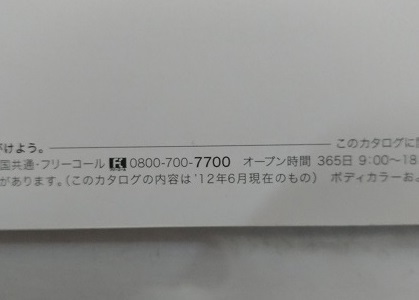 がけよう。 このカタログに
国共通・フリーコール 0800-700-7700 オープン時間 365日 9:00〜18
があります。(このカタログの内容は'12年6月現在のもの) ボディカラーお